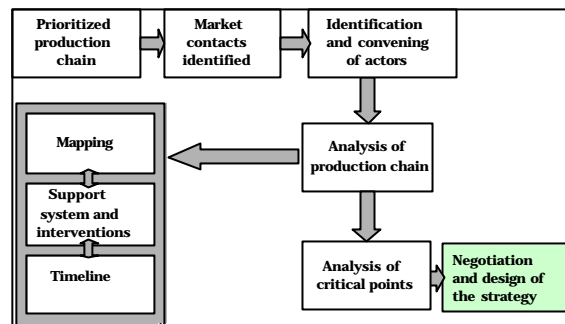 Prioritized
production
chain
Market
contacts
identified
Identification
and convening
of actors
Analysis of
production chain
Mapping
Support
system and
interventions
Timeline
Analysis of
critical points
Negotiation
and design of
the strategy